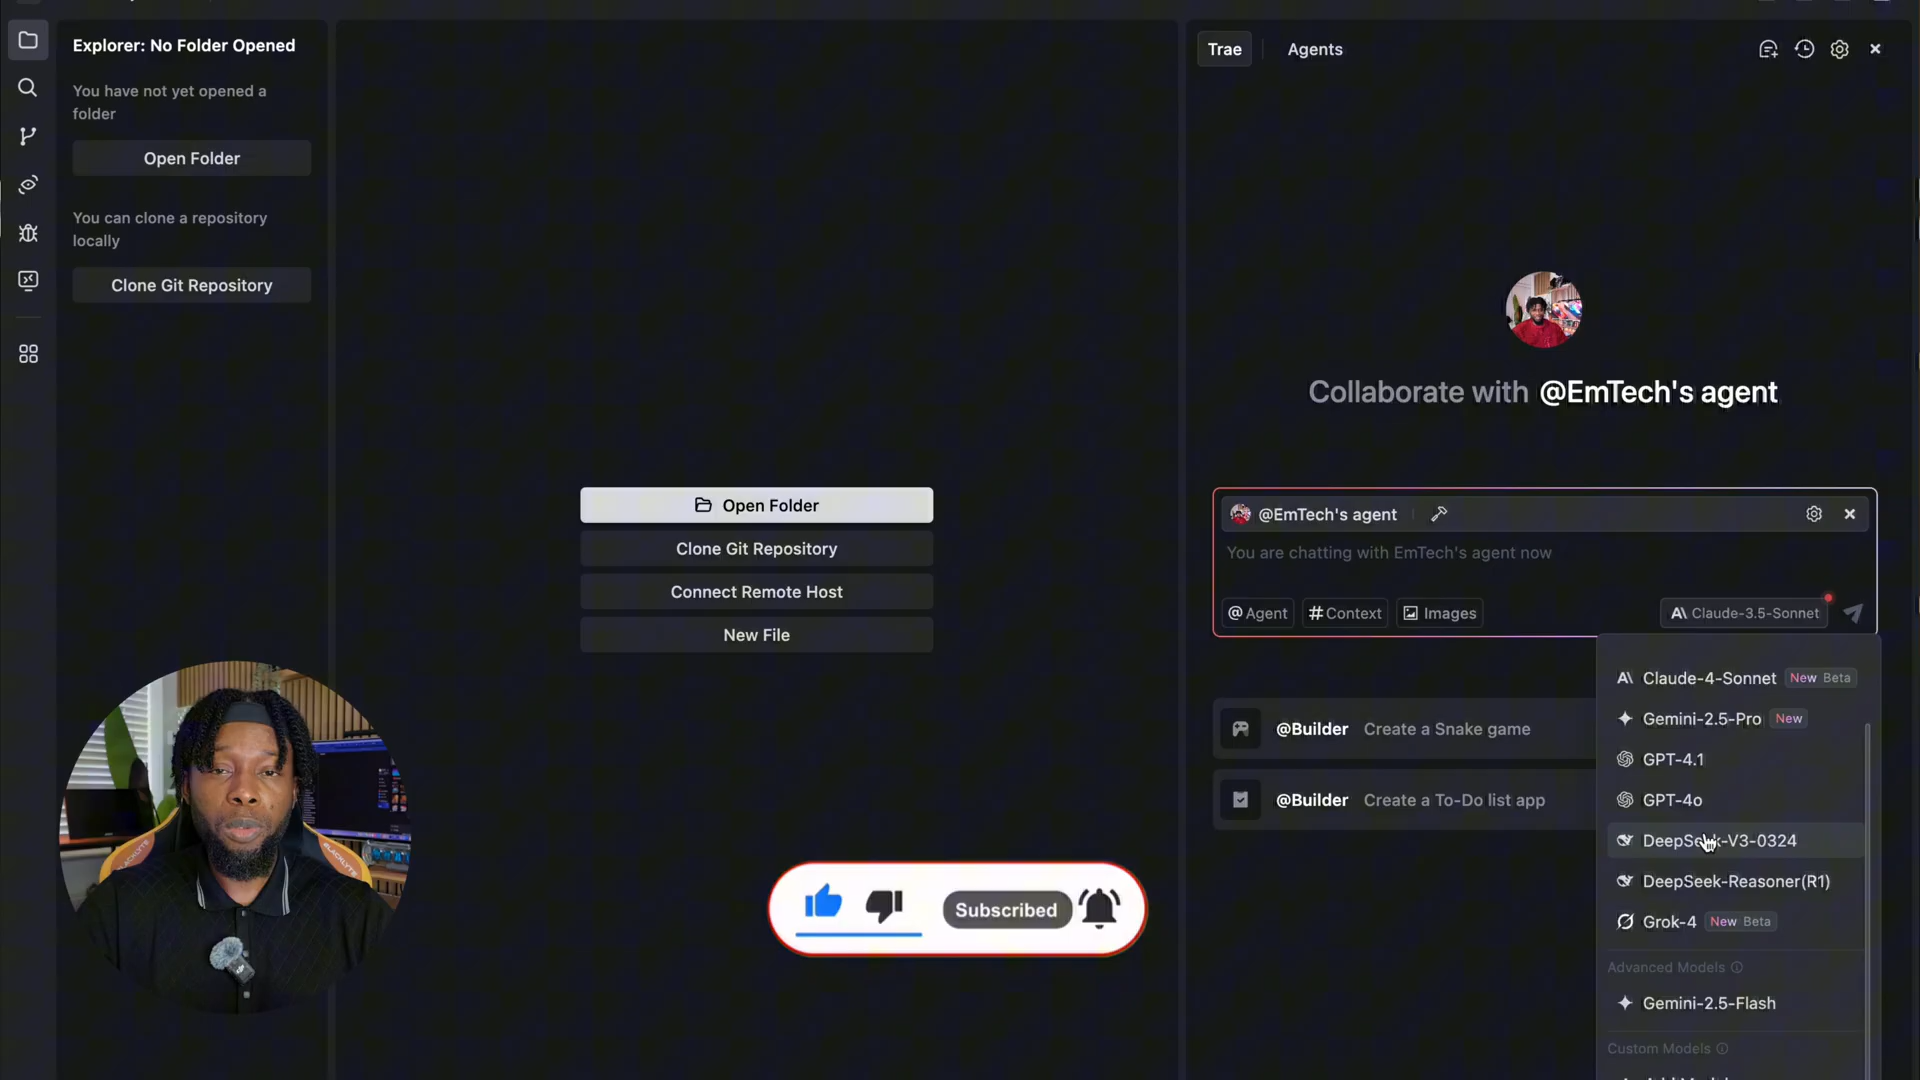 Explorer: No Folder Opened
You have not yet opened a
folder
Open Folder
You can clone a repository
locally
Clone Git Repository
Open Folder
Clone Git Repository
Connect Remote Host
New File
Subscribed
Trae
Agents
Collaborate with @EmTech's agent
@EmTech's agent
You are chatting with EmTech's agent now
@ Agent
# Context
Images
Claude-3.5-Sonnet
@Builder Create a Snake game
@Builder Create a To-Do list app
Claude-4-Sonnet New Beta
Gemini-2.5-Pro New
GPT-4.1
GPT-4o
DeepSeek-V3-0324
DeepSeek-Reasoner(R1)
Grok-4 New Beta
Advanced Models
Gemini-2.5-Flash
Custom Models